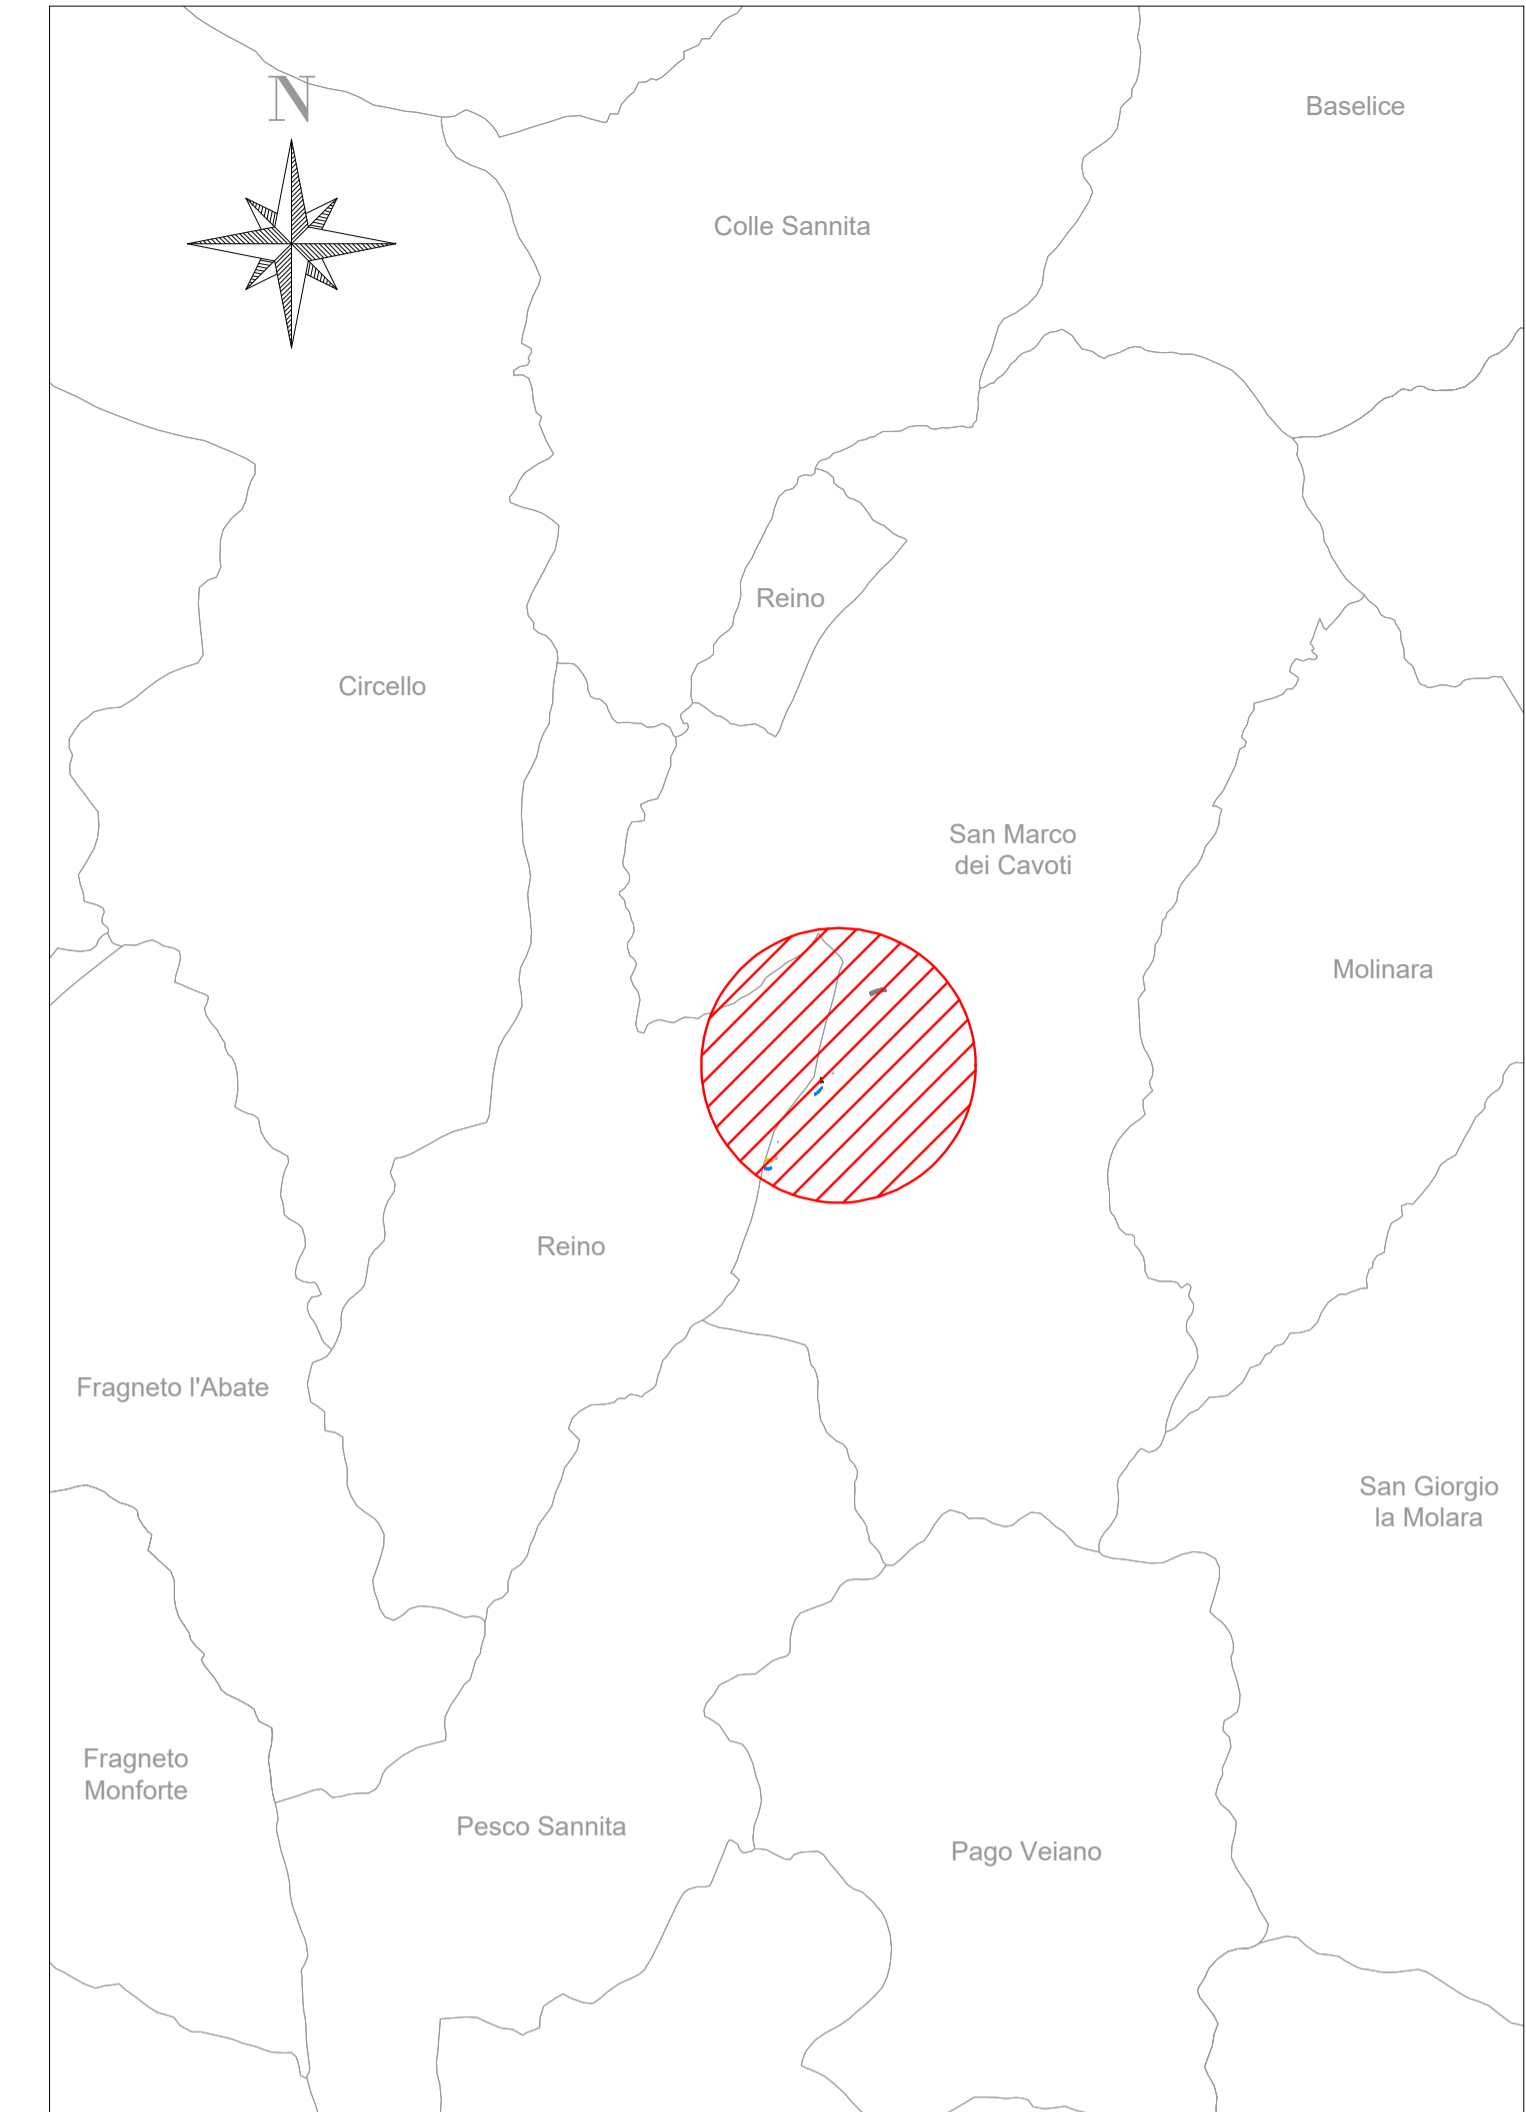 N
Baselice
Colle Sannita
Reino
Circello
San Marco
dei Cavoti
Molinara
Reino
Fragneto l'Abate
San Giorgio
la Molara
Fragneto
Monforte
Pesco Sannita
Pago Veiano